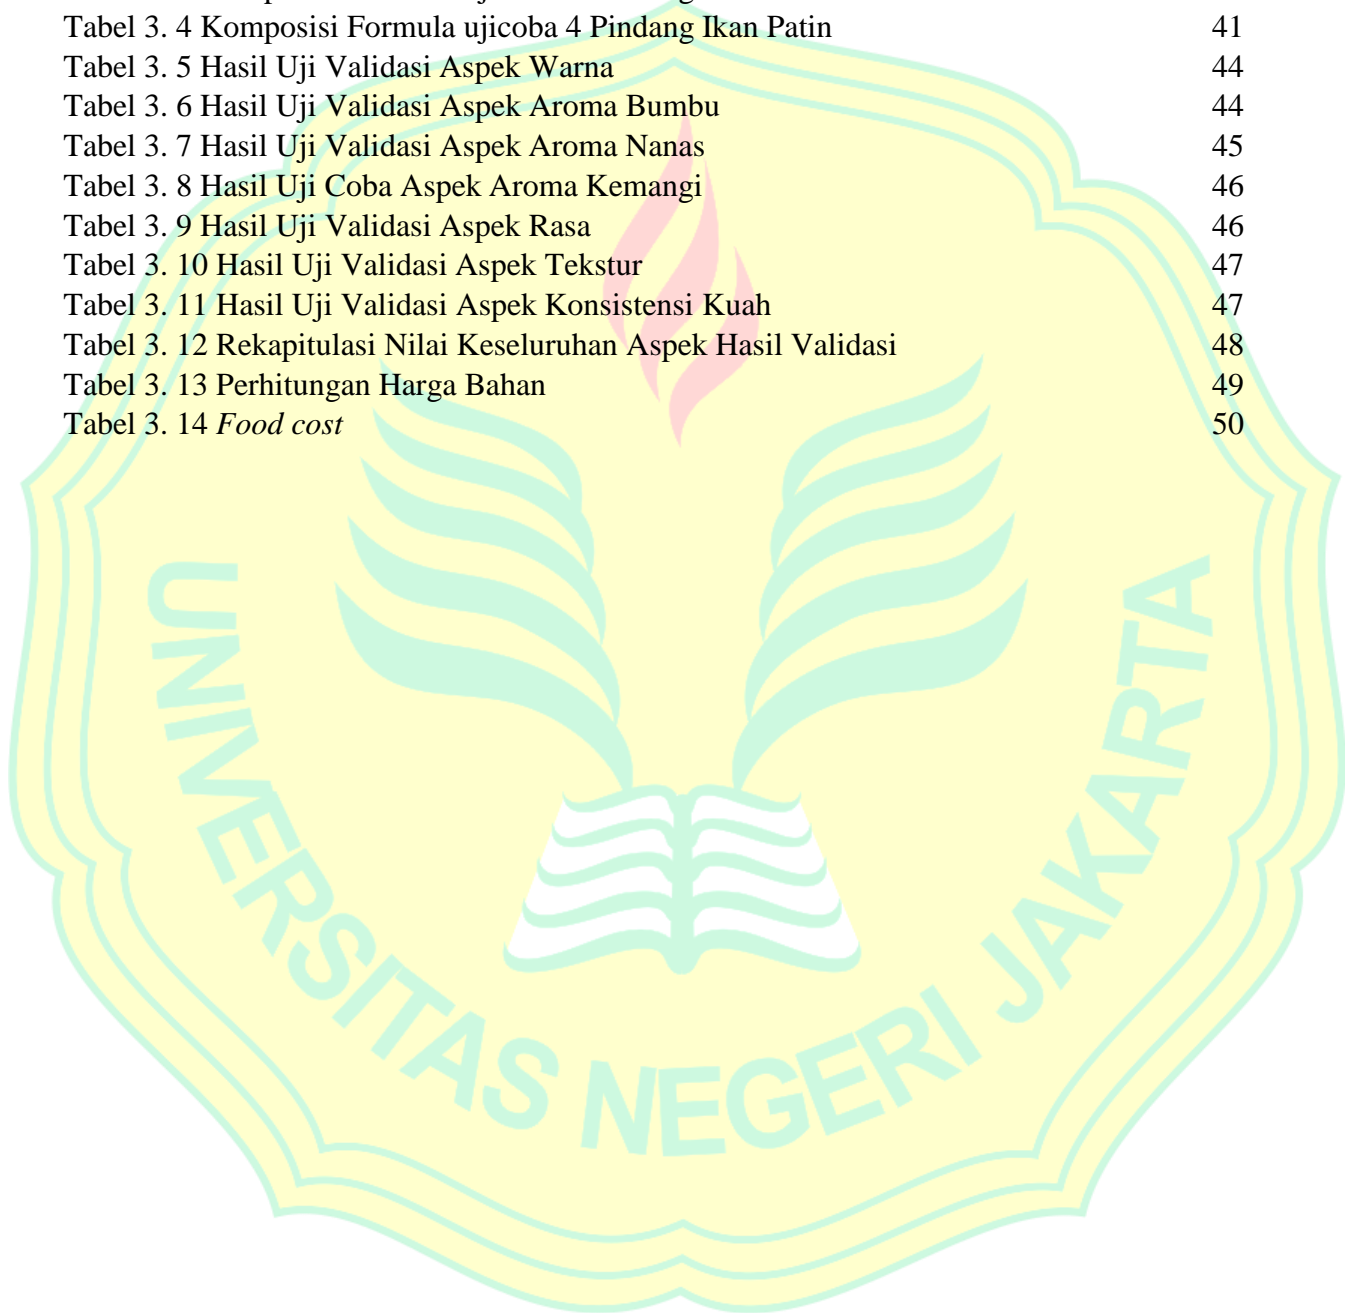 Tabel 3. 4 Komposisi Formula ujicoba 4 Pindang Ikan Patin 41
Tabel 3. 5 Hasil Uji Validasi Aspek Warna 44
Tabel 3. 6 Hasil Uji Validasi Aspek Aroma Bumbu 44
Tabel 3. 7 Hasil Uji Validasi Aspek Aroma Nanas 45
Tabel 3. 8 Hasil Uji Coba Aspek Aroma Kemangi 46
Tabel 3. 9 Hasil Uji Validasi Aspek Rasa 46
Tabel 3. 10 Hasil Uji Validasi Aspek Tekstur 47
Tabel 3. 11 Hasil Uji Validasi Aspek Konsistensi Kuah 47
Tabel 3. 12 Rekapitulasi Nilai Keseluruhan Aspek Hasil Validasi 48
Tabel 3. 13 Perhitungan Harga Bahan 49
Tabel 3. 14 Food cost 50
UNIVERSITAS NEGERI JAKARTA